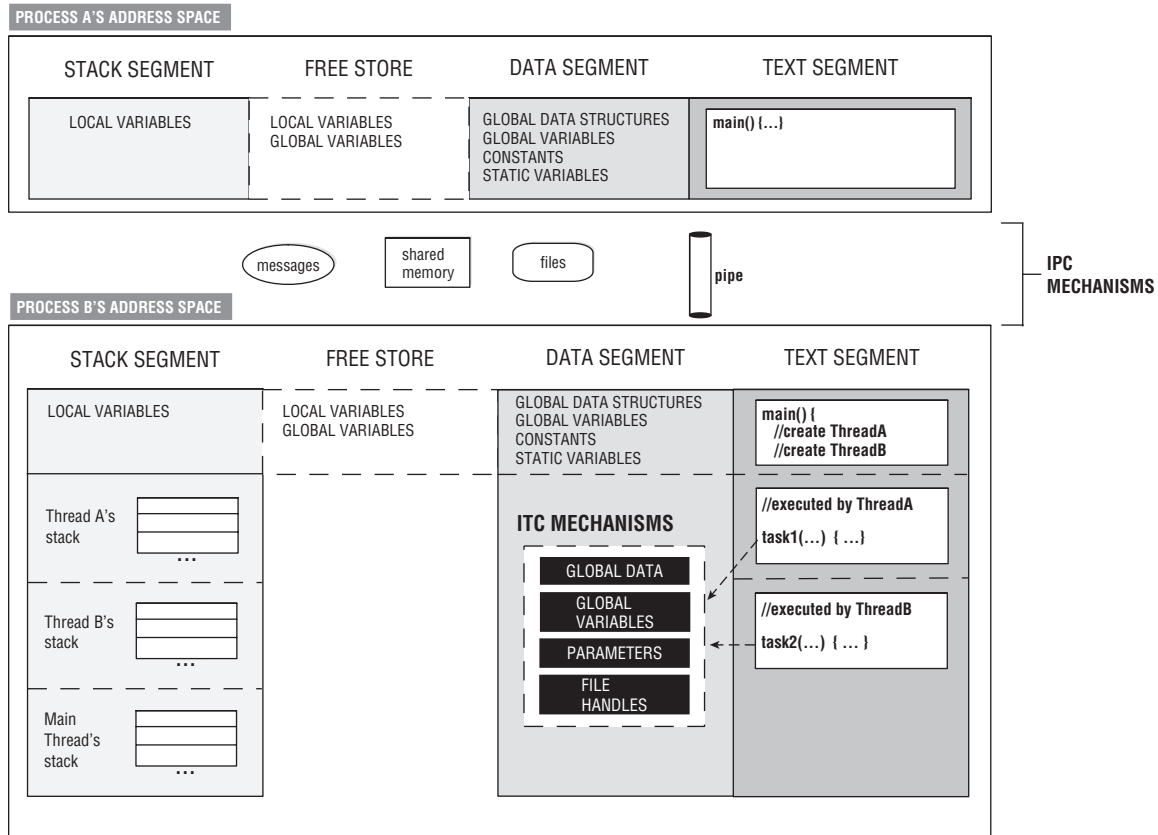 PROCESS A'S ADDRESS SPACE
STACK SEGMENT
FREE STORE
DATA SEGMENT
TEXT SEGMENT
LOCAL VARIABLES
LOCAL VARIABLES
GLOBAL VARIABLES
GLOBAL DATA STRUCTURES
GLOBAL VARIABLES
CONSTANTS
STATIC VARIABLES
main() {...}
messages
shared
memory
files
pipe
IPC
MECHANISMS
PROCESS B'S ADDRESS SPACE
STACK SEGMENT
FREE STORE
DATA SEGMENT
TEXT SEGMENT
LOCAL VARIABLES
LOCAL VARIABLES
GLOBAL VARIABLES
GLOBAL DATA STRUCTURES
GLOBAL VARIABLES
CONSTANTS
STATIC VARIABLES
main() {
//create ThreadA
//create ThreadB
Thread A's
stack
...
ITC MECHANISMS
GLOBAL DATA
GLOBAL
VARIABLES
PARAMETERS
FILE
HANDLES
//executed by ThreadA
task1(...) { ...}
Thread B's
stack
...
//executed by ThreadB
task2(...) { ... }
Main
Thread's
stack
...